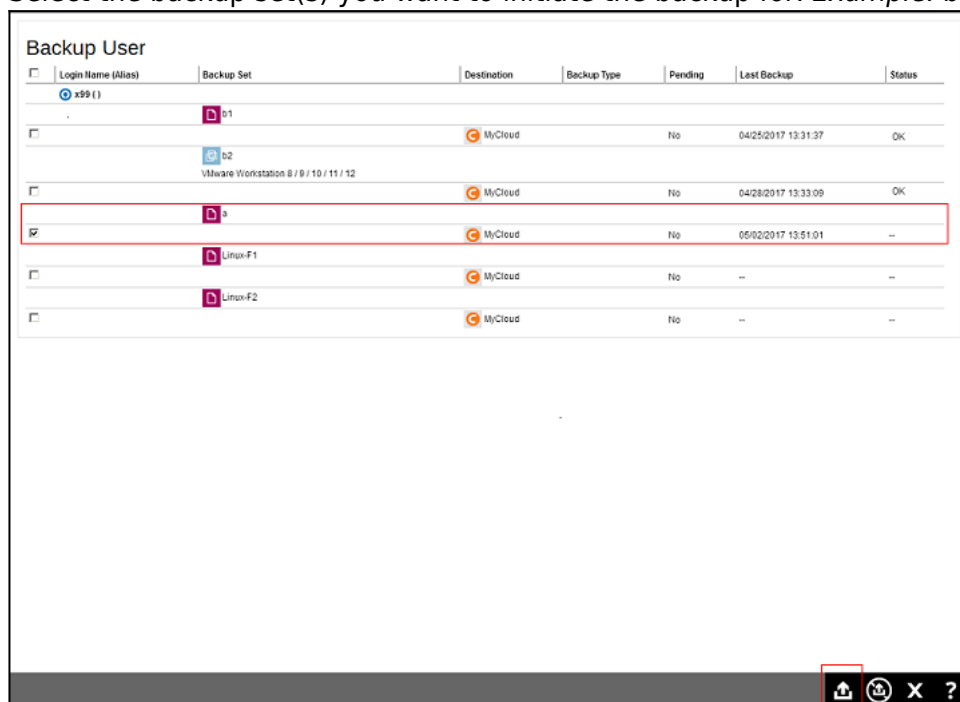 Select the backup set(s) you want to initiate the backup for. Example: b
Backup User
Login Name (Alias) Backup Set Destination Backup Type Pending Last Backup Status
x99 ( )
b1
MyCloud No 04/25/2017 13:31:37 OK
b2
VMware Workstation 8 / 9 / 10 / 11 / 12
MyCloud No 04/28/2017 13:33:09 OK
a
MyCloud No 05/02/2017 13:51:01 --
Linux-F1
MyCloud No -- --
Linux-F2
MyCloud No -- --
X ?